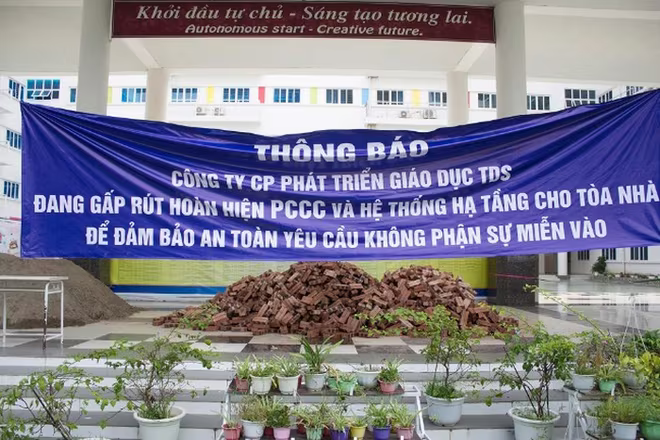 Khởi đầu tự chủ - Sáng tạo tương lai.
Autonomous start - Creative future.
THÔNG BÁO
CÔNG TY CP PHÁT TRIỂN GIÁO DỤC TDS
ĐANG GẤP RÚT HOÀN HIỆN PCCC VÀ HỆ THỐNG HẠ TẦNG CHO TÒA NHÀ
ĐỂ ĐẢM BẢO AN TOÀN YÊU CẦU KHÔNG PHẬN SỰ MIỄN VÀO